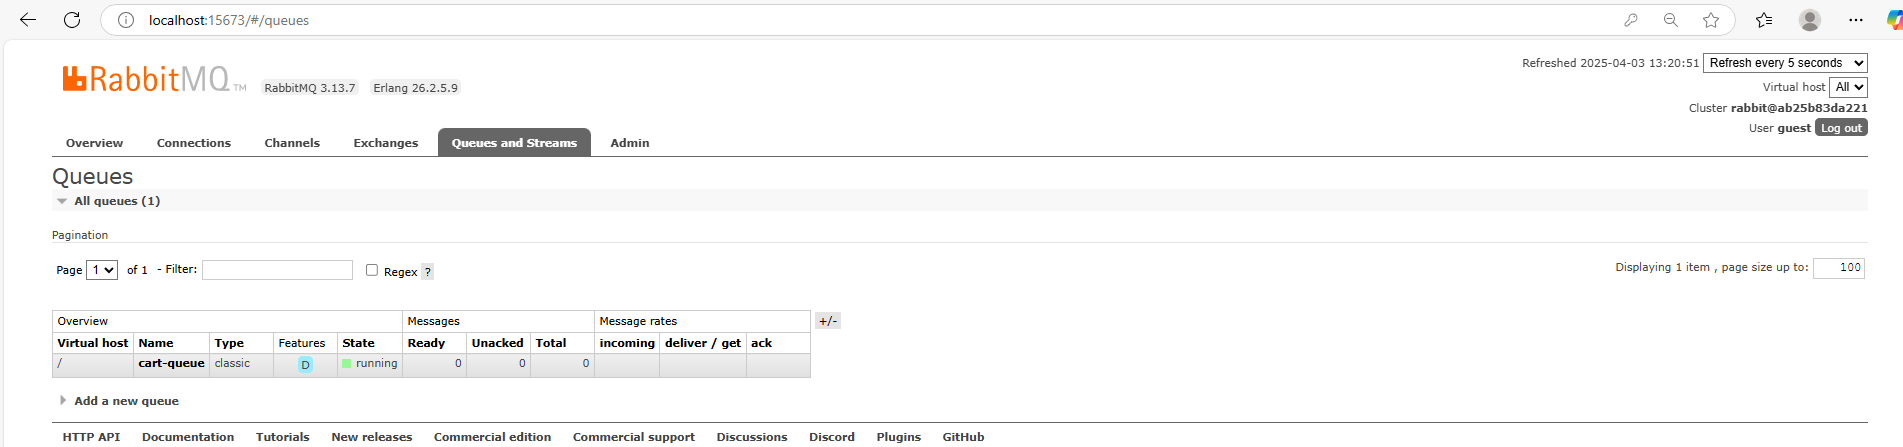 localhost:15673/#/queues
RabbitMQ TM RabbitMQ 3.13.7 Erlang 26.2.5.9
Refreshed 2025-04-03 13:20:51 Refresh every 5 seconds
Virtual host All
Cluster rabbit@ab25b83da221
User guest Log out
Overview Connections Channels Exchanges Queues and Streams Admin
Queues
All queues (1)
Pagination
Page 1 of 1 - Filter: Regex ? Displaying 1 item , page size up to: 100
Overview Messages Message rates +/-
Virtual host Name Type Features State Ready Unacked Total incoming deliver / get ack
/ cart-queue classic D running 0 0 0
Add a new queue
HTTP API Documentation Tutorials New releases Commercial edition Commercial support Discussions Discord Plugins GitHub